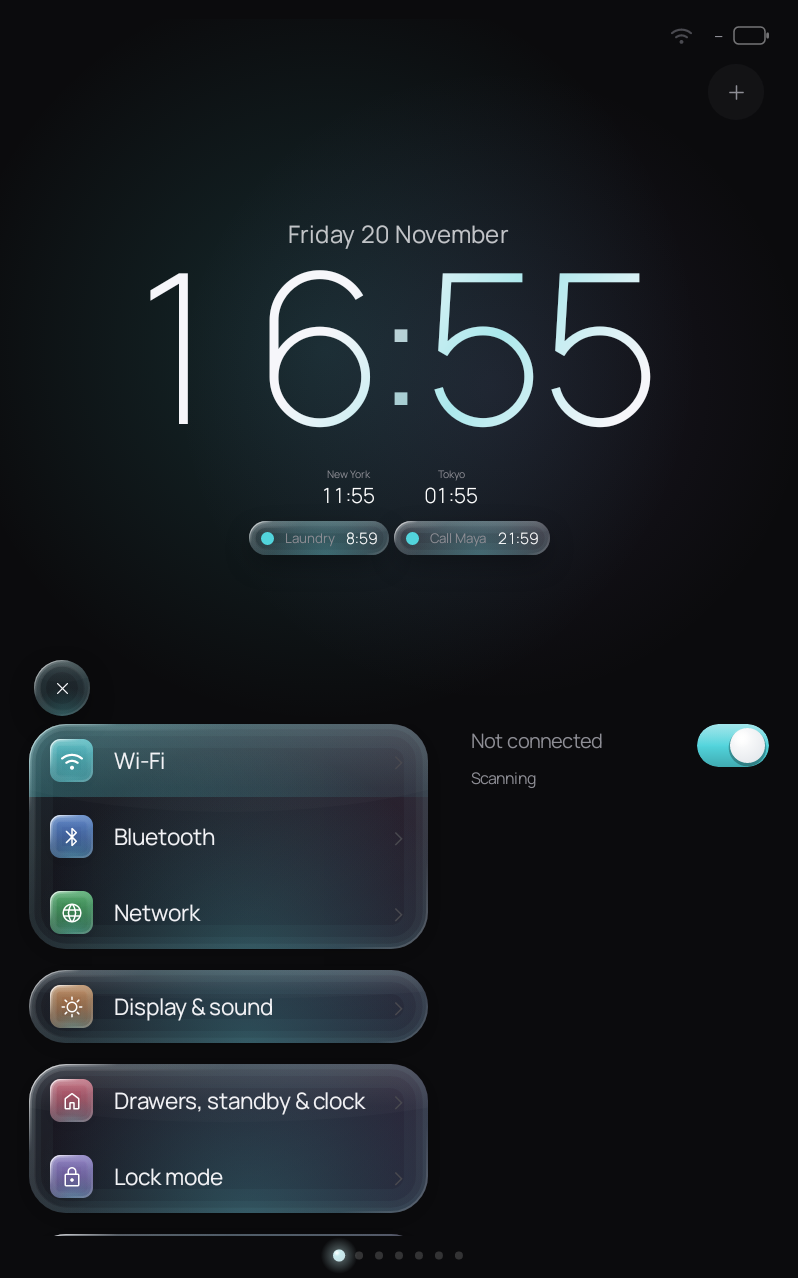 –
+
Friday 20 November
16:55
New York Tokyo
11:55 01:55
Laundry 8:59 Call Maya 21:59
Wi-Fi
Not connected
Scanning
Bluetooth
Network
Display & sound
Drawers, standby & clock
Lock mode